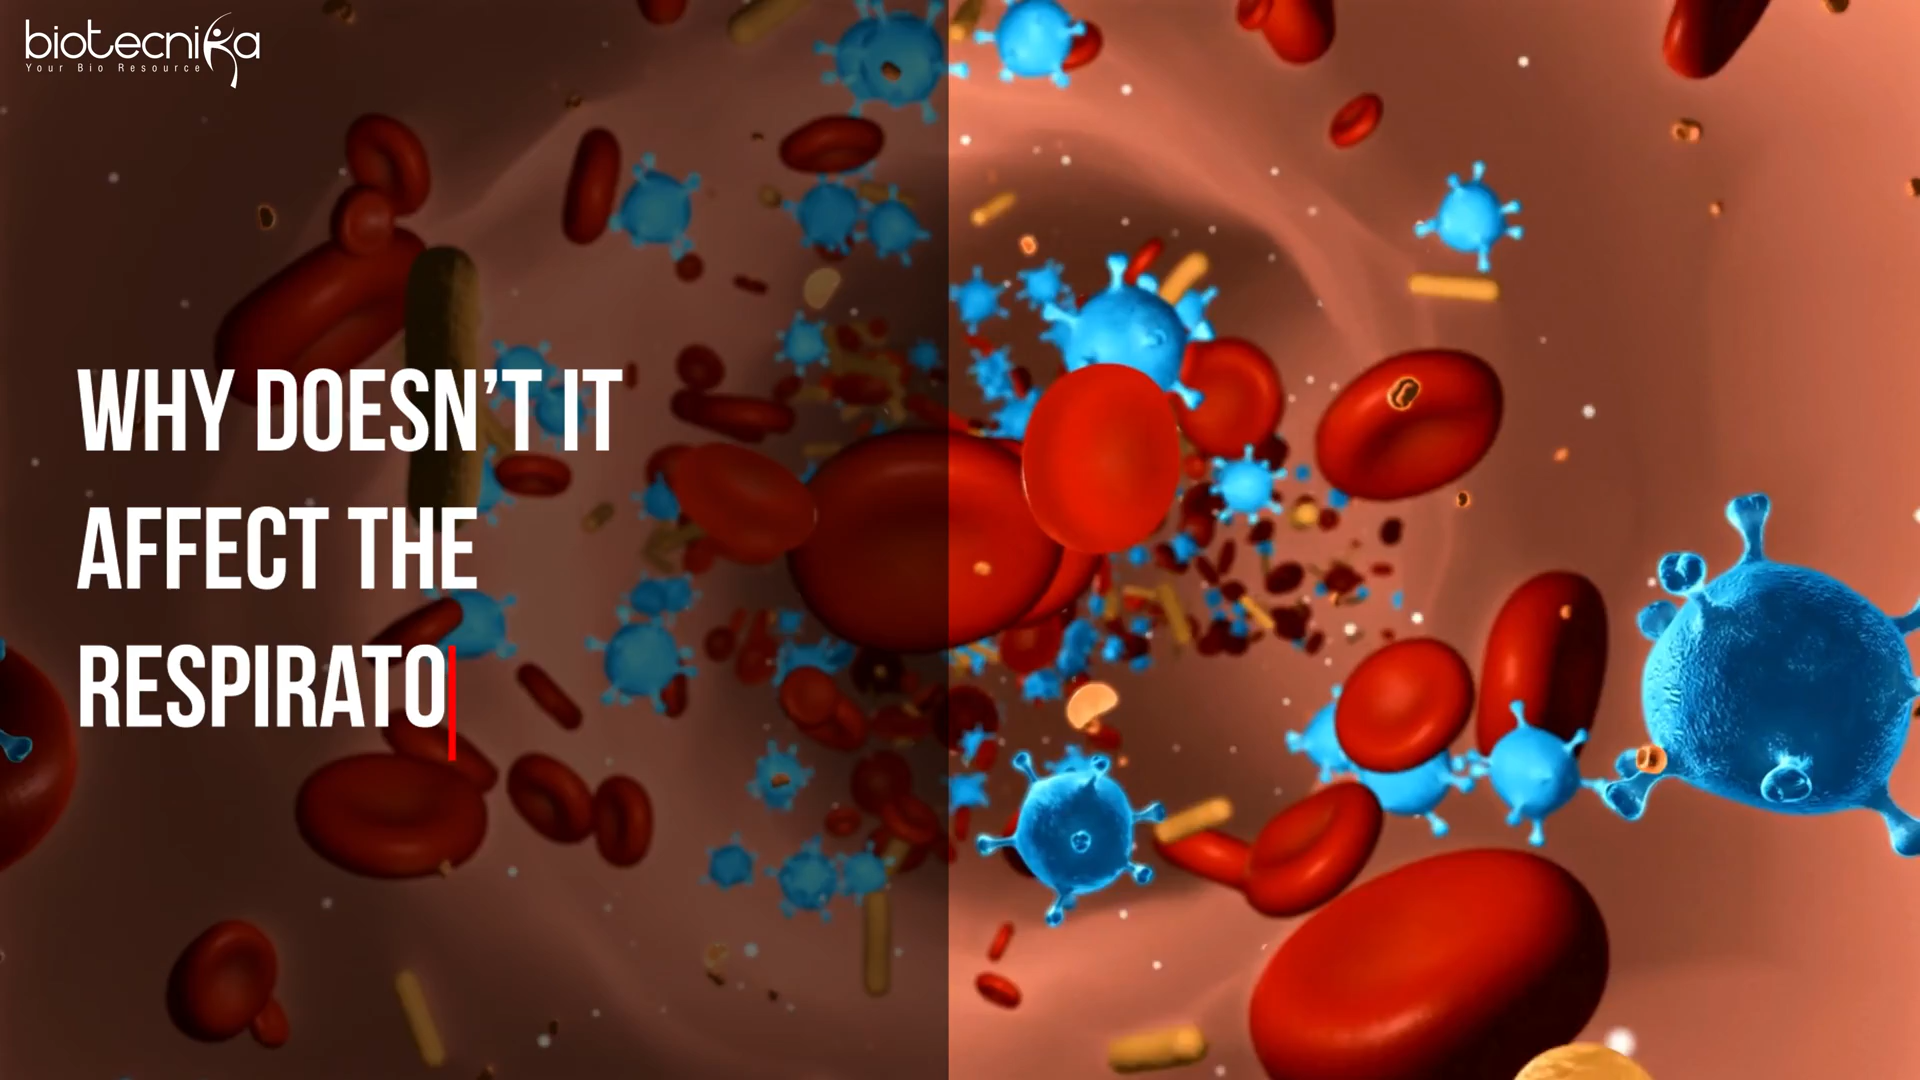 biotecnika
Your Bio Resource
WHY DOESN’T IT
AFFECT THE
RESPIRATO